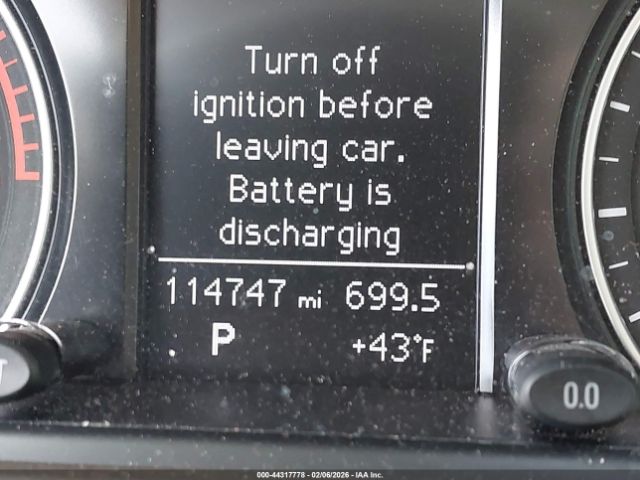 Turn off
ignition before
leaving car.
Battery is
discharging
114747 mi 699.5
P +43°F
0.0
000-44317778 - 02/06/2026 - IAA Inc.